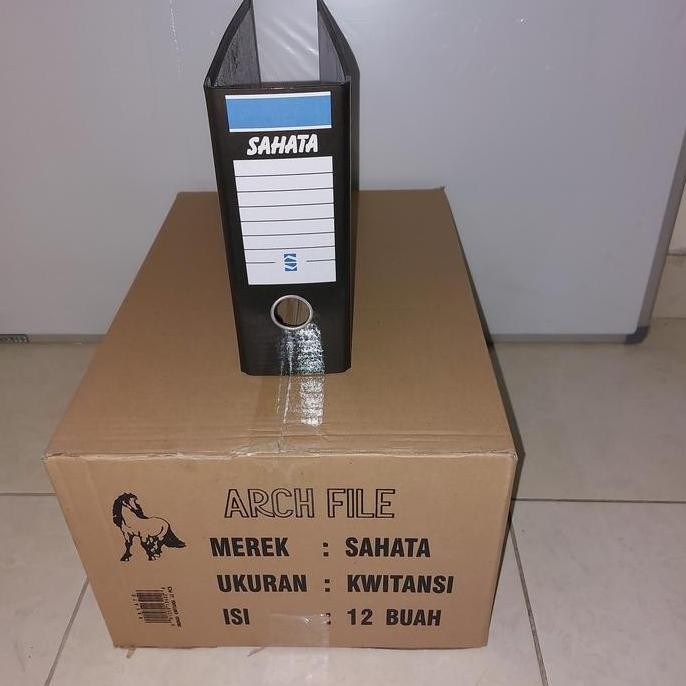 SAHATA
ARCH FILE
MEREK : SAHATA
UKURAN : KWITANSI
ISI : 12 BUAH